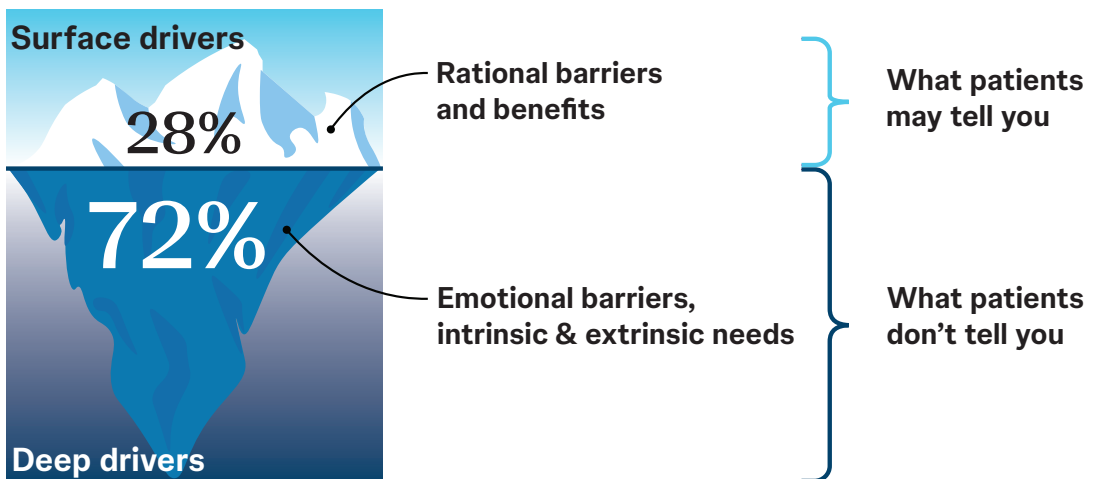 Surface drivers
28%
Rational barriers
and benefits
What patients
may tell you
72%
Emotional barriers,
intrinsic & extrinsic needs
What patients
don’t tell you
Deep drivers